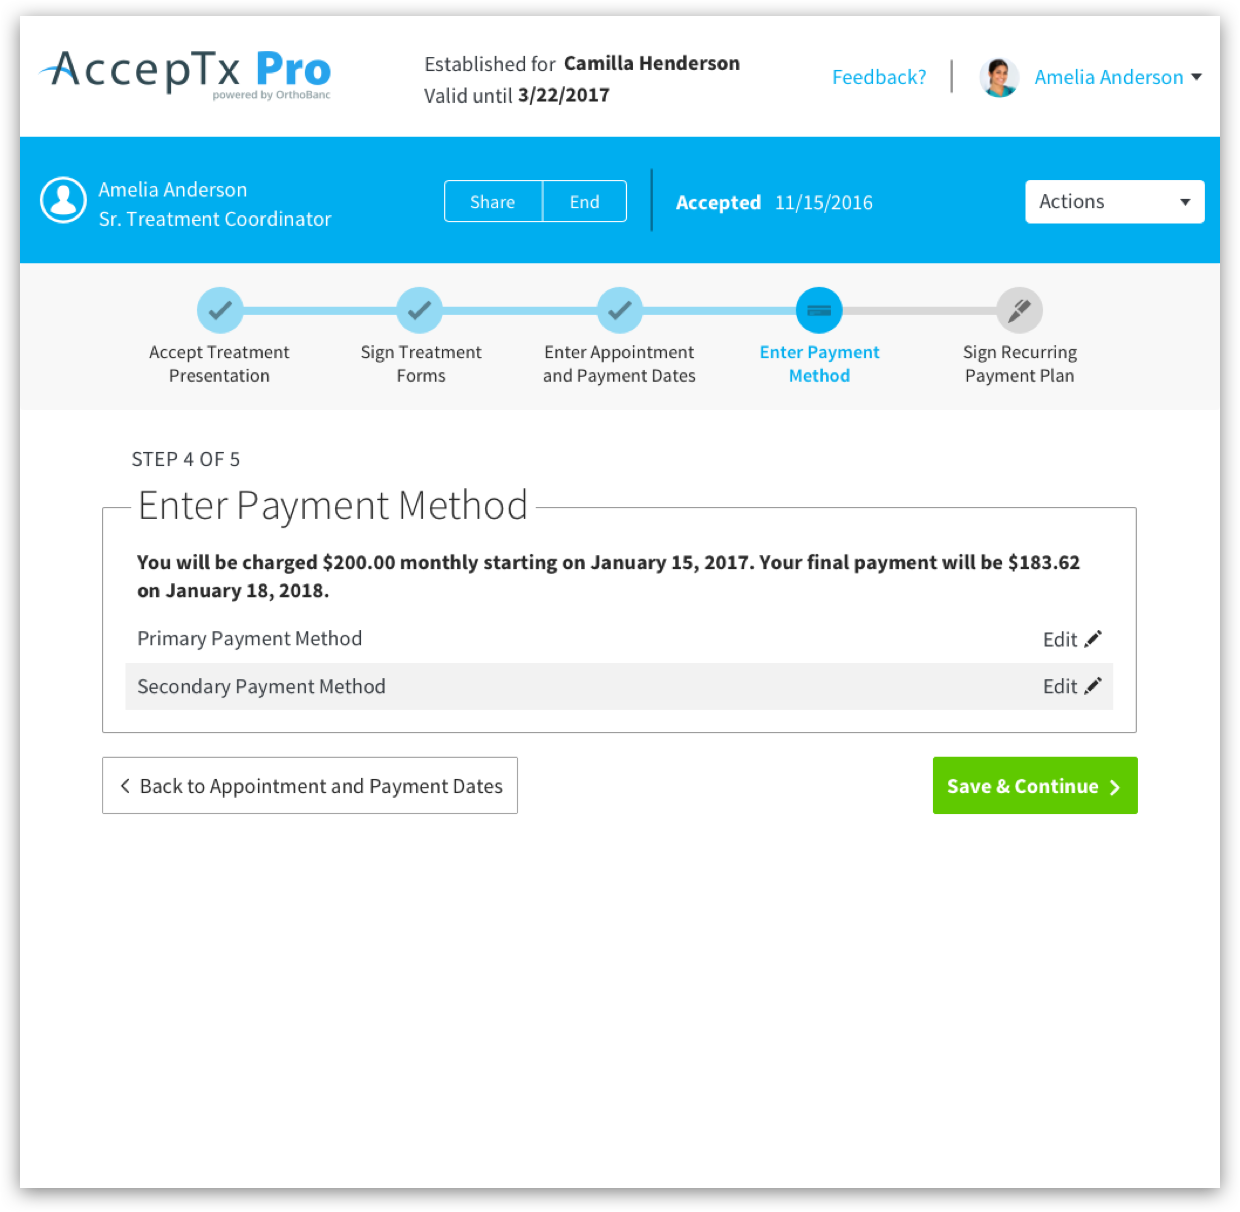 AccepTx Pro
powered by OrthoBanc
Established for Camilla Henderson
Valid until 3/22/2017
Feedback?
Amelia Anderson
Amelia Anderson
Sr. Treatment Coordinator
Share
End
Accepted 11/15/2016
Actions
Accept Treatment
Presentation
Sign Treatment
Forms
Enter Appointment
and Payment Dates
Enter Payment
Method
Sign Recurring
Payment Plan
STEP 4 OF 5
Enter Payment Method
You will be charged $200.00 monthly starting on January 15, 2017. Your final payment will be $183.62
on January 18, 2018.
Primary Payment Method
Edit
Secondary Payment Method
Edit
Back to Appointment and Payment Dates
Save & Continue